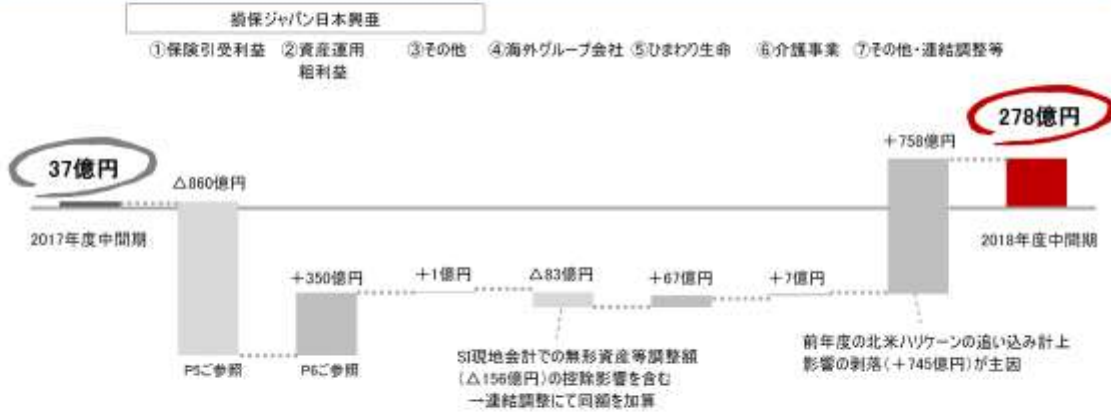 損保ジャパン日本興亜
①保険引受利益 ②資産運用粗利益 ③その他 ④海外グループ会社 ⑤ひまわり生命 ⑥介護事業 ⑦その他・連結調整等
278億円
+758億円
37億円
△860億円
2017年度中間期
2018年度中間期
+350億円
+1億円
△83億円
+67億円
+7億円
P5ご参照
P6ご参照
SI現地会計での無形資産等調整額
(△156億円)の控除影響を含む
→連結調整にて同額を加算
前年度の北米ハリケーンの追い込み計上
影響の剥落(+745億円)が主因